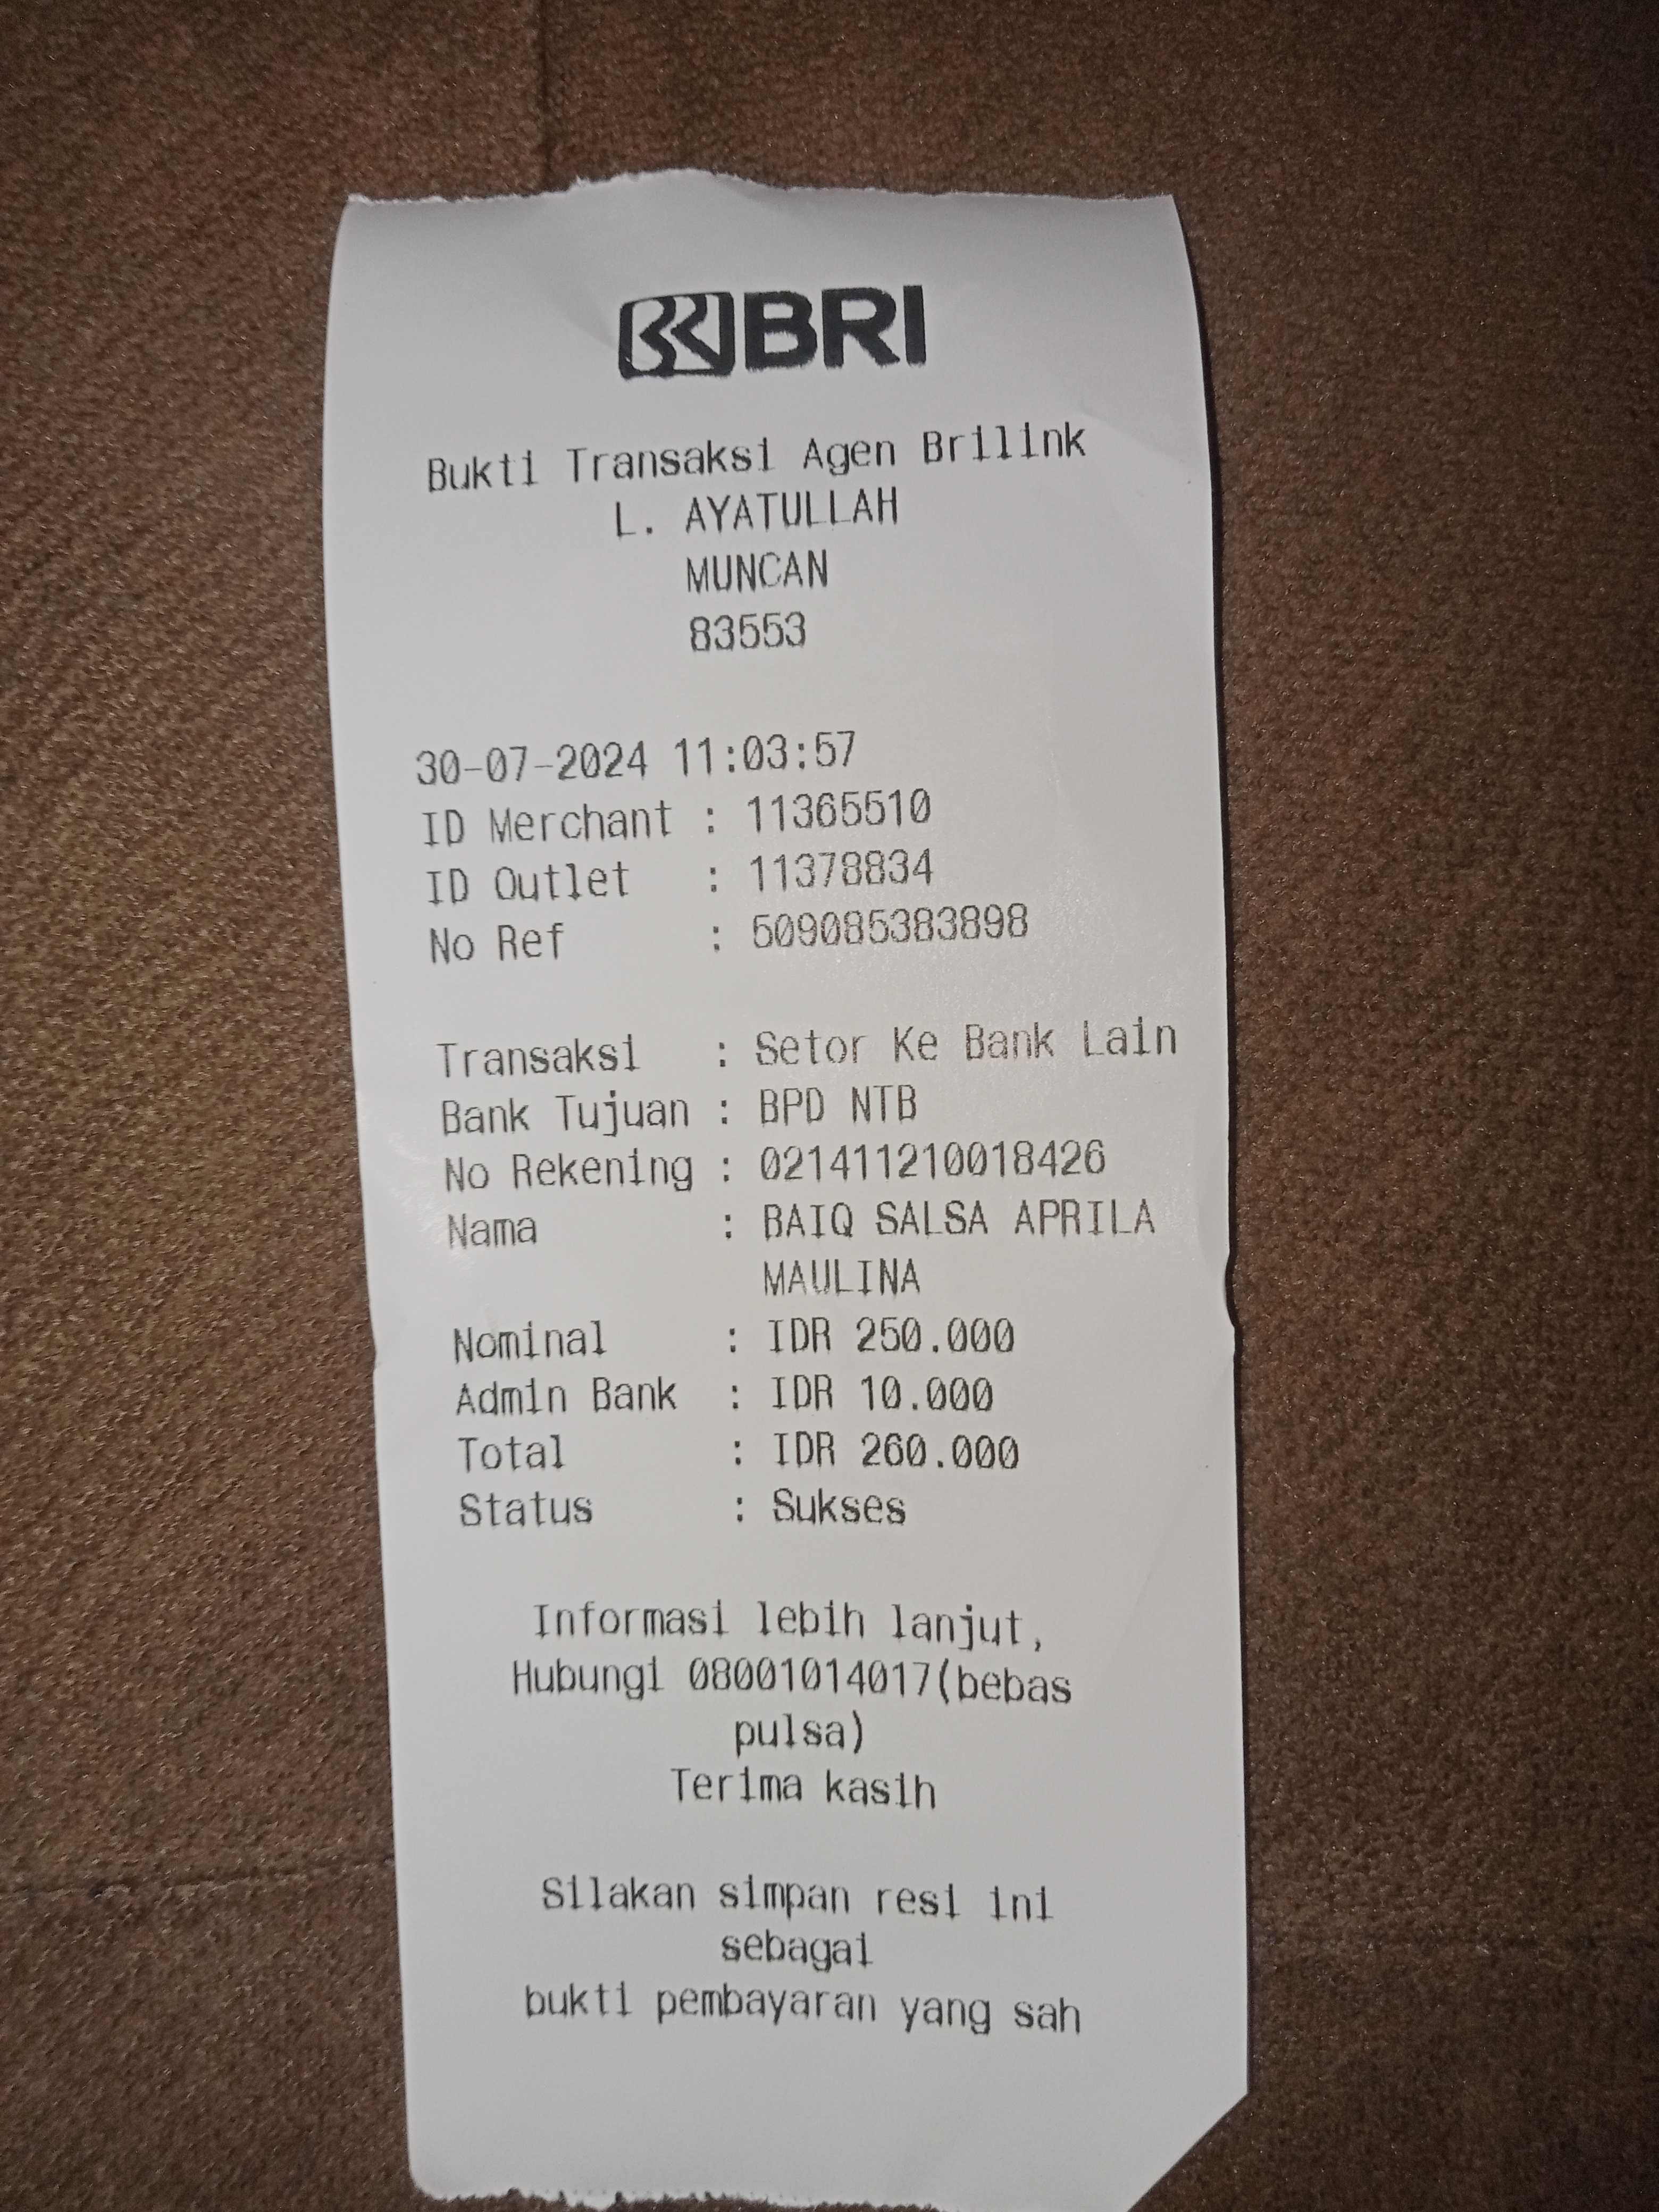 BRI
Bukti Transaksi Agen Brilink
L. AYATULLAH
MUNCAN
83553
30-07-2024 11:03:57
ID Merchant : 11365510
ID Outlet : 11378834
No Ref : 509085383898
Transaksi : Setor Ke Bank Lain
Bank Tujuan : BPD NTB
No Rekening : 021411210018426
Nama : BAIQ SALSA APRILA
MAULINA
Nominal : IDR 250.000
Admin Bank : IDR 10.000
Total : IDR 260.000
Status : Sukses
Informasi lebih lanjut,
Hubungi 08001014017(bebas
pulsa)
Terima kasih
Silakan simpan resi ini
sebagai
bukti pembayaran yang sah